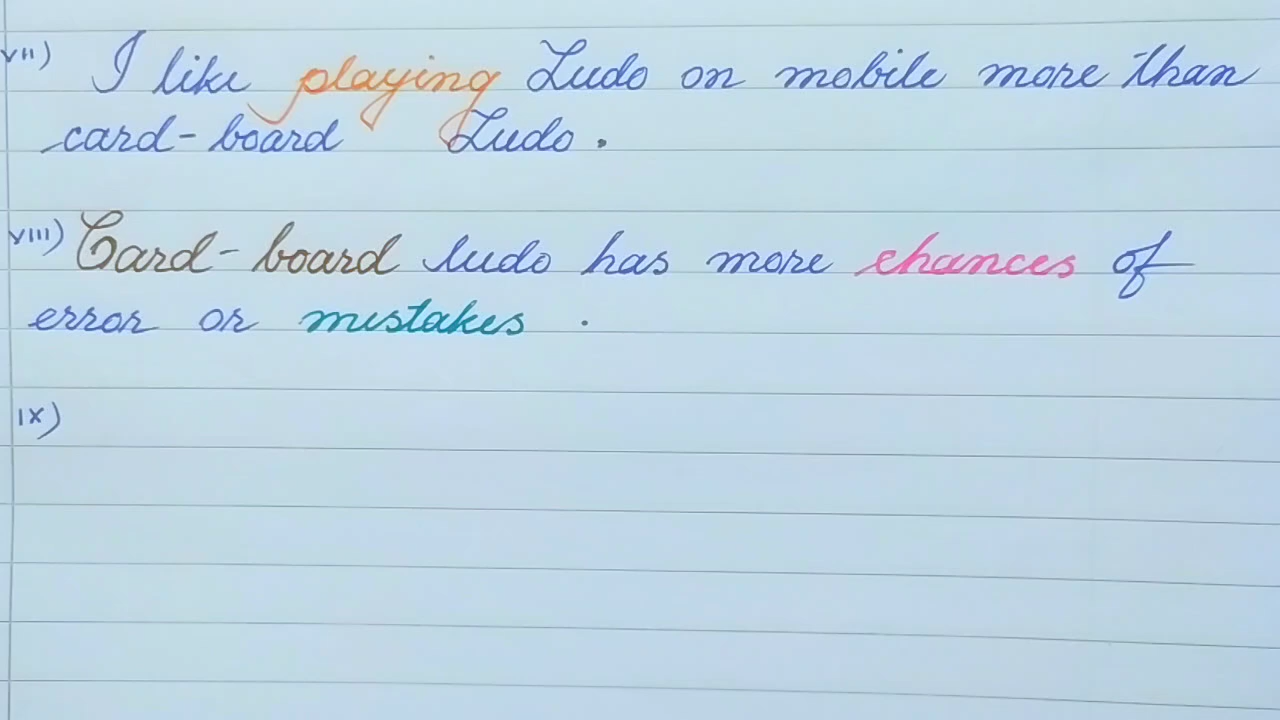 vii) I like playing Ludo on mobile more than
card-board Ludo.
viii) Card-board ludo has more chances of
error or mistakes.
ix)